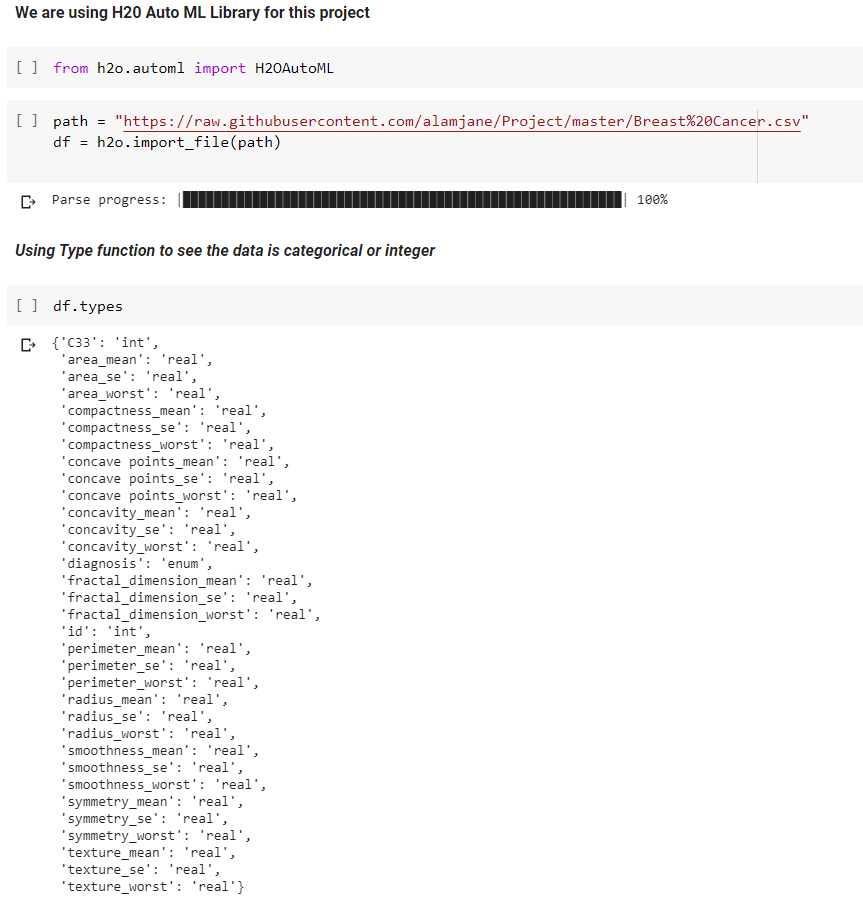 We are using H20 Auto ML Library for this project
[ ] from h2o.automl import H2OAutoML
[ ] path = "https://raw.githubusercontent.com/alamjane/Project/master/Breast%20Cancer.csv"
df = h2o.import_file(path)
Parse progress: |█████████████████████████████████████████████████████████| 100%
Using Type function to see the data is categorical or integer
[ ] df.types
{'C33': 'int',
'area_mean': 'real',
'area_se': 'real',
'area_worst': 'real',
'compactness_mean': 'real',
'compactness_se': 'real',
'compactness_worst': 'real',
'concave points_mean': 'real',
'concave points_se': 'real',
'concave points_worst': 'real',
'concavity_mean': 'real',
'concavity_se': 'real',
'concavity_worst': 'real',
'diagnosis': 'enum',
'fractal_dimension_mean': 'real',
'fractal_dimension_se': 'real',
'fractal_dimension_worst': 'real',
'id': 'int',
'perimeter_mean': 'real',
'perimeter_se': 'real',
'perimeter_worst': 'real',
'radius_mean': 'real',
'radius_se': 'real',
'radius_worst': 'real',
'smoothness_mean': 'real',
'smoothness_se': 'real',
'smoothness_worst': 'real',
'symmetry_mean': 'real',
'symmetry_se': 'real',
'symmetry_worst': 'real',
'texture_mean': 'real',
'texture_se': 'real',
'texture_worst': 'real'}